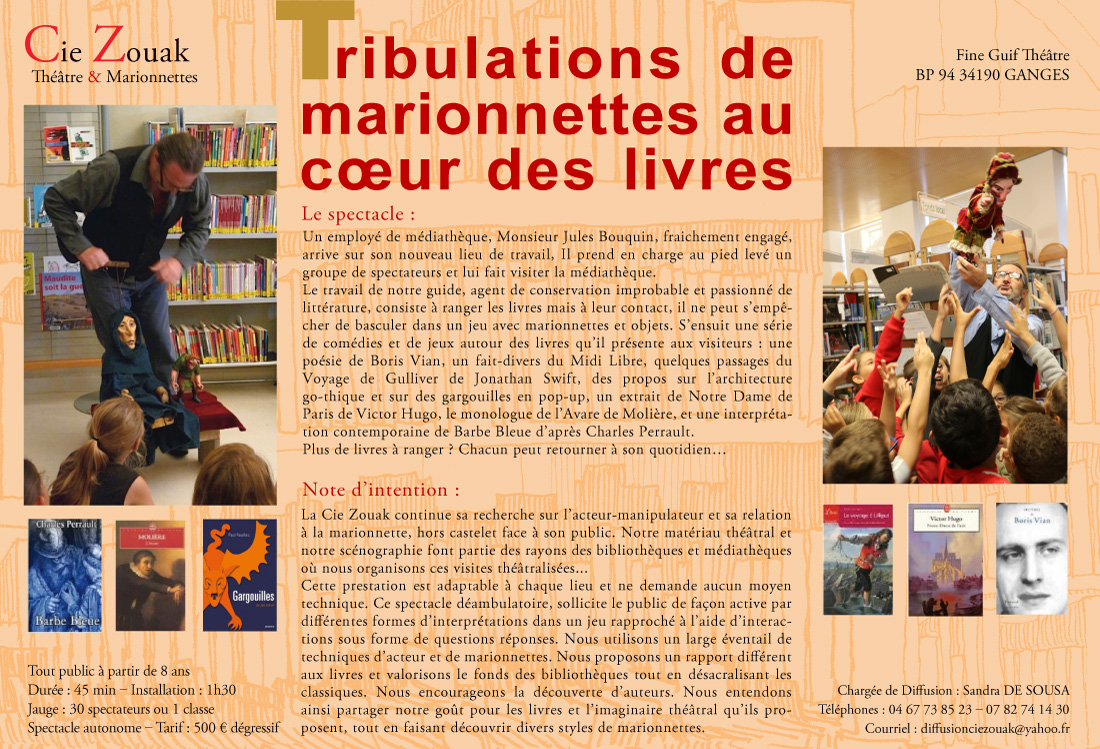 Cie Zouak
Théâtre & Marionnettes
Tribulations de
marionnettes au
cœur des livres
Fine Guif Théâtre
BP 94 34190 GANGES
Maudite
soit la gu
Le spectacle :
Un employé de médiathèque, Monsieur Jules Bouquin, fraichement engagé,
arrive sur son nouveau lieu de travail, Il prend en charge au pied levé un
groupe de spectateurs et lui fait visiter la médiathèque.
Le travail de notre guide, agent de conservation improbable et passionné de
littérature, consiste à ranger les livres mais à leur contact, il ne peut s’empê-
cher de basculer dans un jeu avec marionnettes et objets. S’ensuit une série
de comédies et de jeux autour des livres qu’il présente aux visiteurs : une
poésie de Boris Vian, un fait-divers du Midi Libre, quelques passages du
Voyage de Gulliver de Jonathan Swift, des propos sur l’architecture
go-thique et sur des gargouilles en pop-up, un extrait de Notre Dame de
Paris de Victor Hugo, le monologue de l’Avare de Molière, et une interpréta-
tion contemporaine de Barbe Bleue d’après Charles Perrault.
Plus de livres à ranger ? Chacun peut retourner à son quotidien…
Note d’intention :
La Cie Zouak continue sa recherche sur l’acteur-manipulateur et sa relation
à la marionnette, hors castelet face à son public. Notre matériau théâtral et
notre scénographie font partie des rayons des bibliothèques et médiathèques
où nous organisons ces visites théâtralisées...
Cette prestation est adaptable à chaque lieu et ne demande aucun moyen
technique. Ce spectacle déambulatoire, sollicite le public de façon active par
différentes formes d’interprétations dans un jeu rapproché à l’aide d’interac-
tions sous forme de questions réponses. Nous utilisons un large éventail de
techniques d’acteur et de marionnettes. Nous proposons un rapport différent
aux livres et valorisons le fonds des bibliothèques tout en désacralisant les
classiques. Nous encourageons la découverte d’auteurs. Nous entendons
ainsi partager notre goût pour les livres et l’imaginaire théâtral qu’ils pro-
posent, tout en faisant découvrir divers styles de marionnettes.
Charles Perrault
Barbe Bleue
MOLIÈRE
Gargouilles
Le voyage à Lilliput
Victor Hugo
Notre-Dame de Paris
Boris Vian
Tout public à partir de 8 ans
Durée : 45 min – Installation : 1h30
Jauge : 30 spectateurs ou 1 classe
Spectacle autonome – Tarif : 500 € dégressif
Chargée de Diffusion : Sandra DE SOUSA
Téléphones : 04 67 73 85 23 – 07 82 74 14 30
Courriel : diffusionciezouak@yahoo.fr